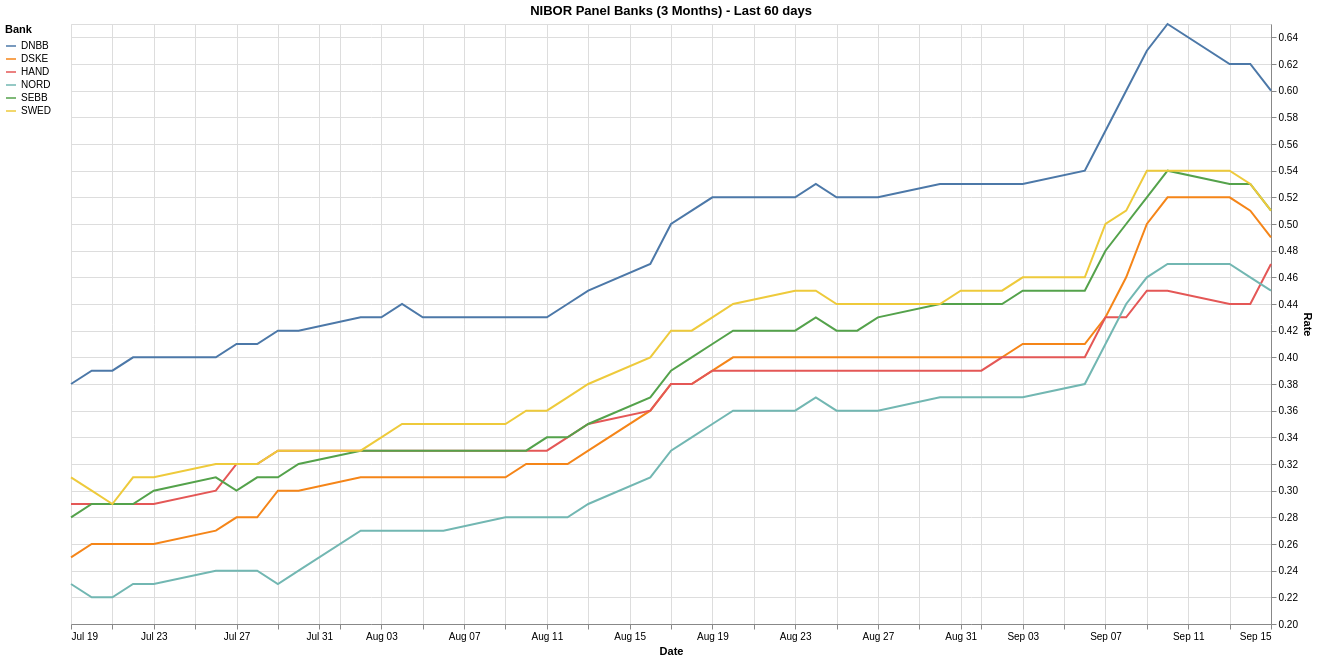 NIBOR Panel Banks (3 Months) - Last 60 days
Bank
DNBB
DSKE
HAND
NORD
SEBB
SWED
0.64
0.62
0.60
0.58
0.56
0.54
0.52
0.50
0.48
0.46
0.44
0.42
0.40
0.38
0.36
0.34
0.32
0.30
0.28
0.26
0.24
0.22
0.20
Rate
Jul 19 Jul 23 Jul 27 Jul 31 Aug 03 Aug 07 Aug 11 Aug 15 Aug 19 Aug 23 Aug 27 Aug 31 Sep 03 Sep 07 Sep 11 Sep 15
Date